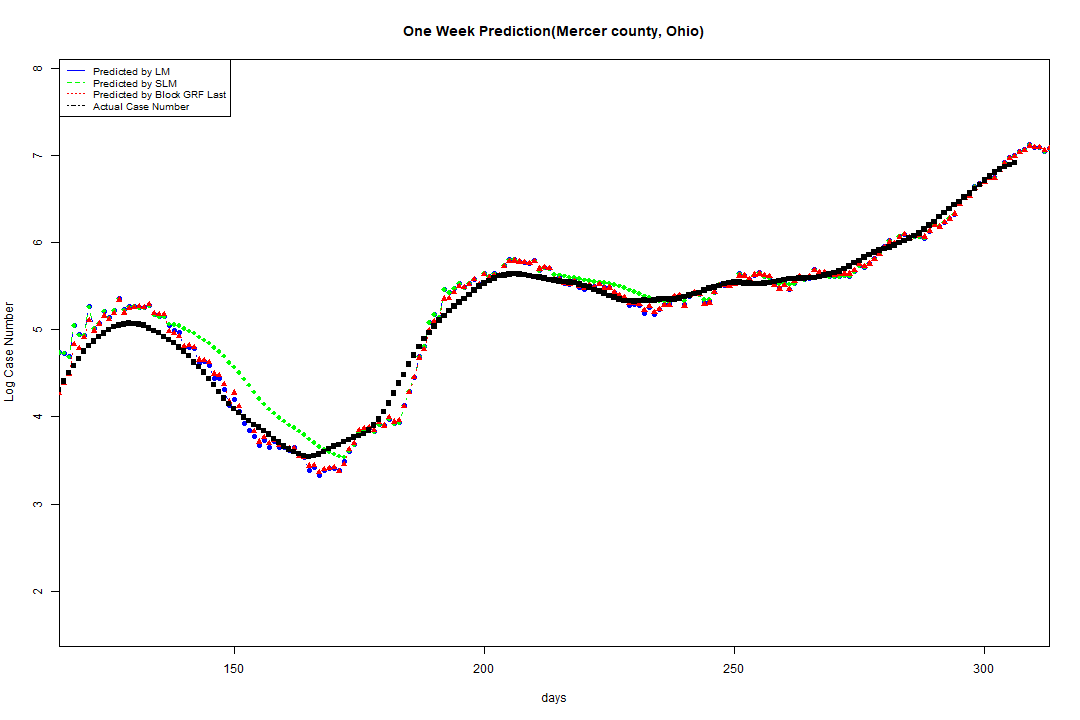 One Week Prediction(Mercer county, Ohio)
Predicted by LM
Predicted by SLM
Predicted by Block GRF Last
Actual Case Number
8
7
6
5
4
3
2
Log Case Number
150 200 250 300
days